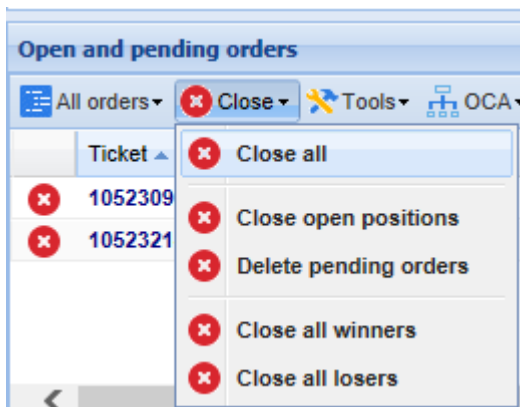 Open and pending orders
All orders Close Tools OCA
Ticket Close all
1052309
1052321
Close open positions
Delete pending orders
Close all winners
Close all losers